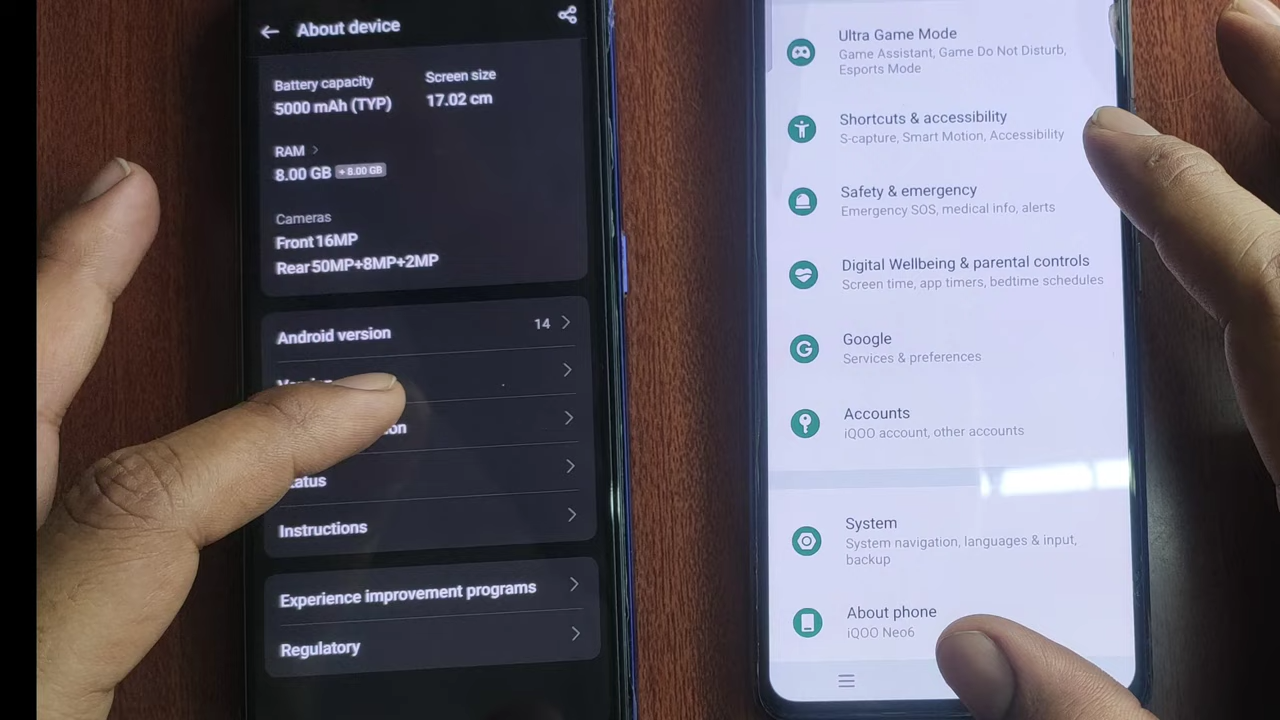 About device
Battery capacity
5000 mAh (TYP)
Screen size
17.02 cm
RAM
8.00 GB + 8.00 GB
Cameras
Front 16MP
Rear 50MP+8MP+2MP
Android version 14
Instructions
Experience improvement programs
Regulatory
Ultra Game Mode
Game Assistant, Game Do Not Disturb,
Esports Mode
Shortcuts & accessibility
S-capture, Smart Motion, Accessibility
Safety & emergency
Emergency SOS, medical info, alerts
Digital Wellbeing & parental controls
Screen time, app timers, bedtime schedules
Google
Services & preferences
Accounts
iQOO account, other accounts
System
System navigation, languages & input,
backup
About phone
iQOO Neo6